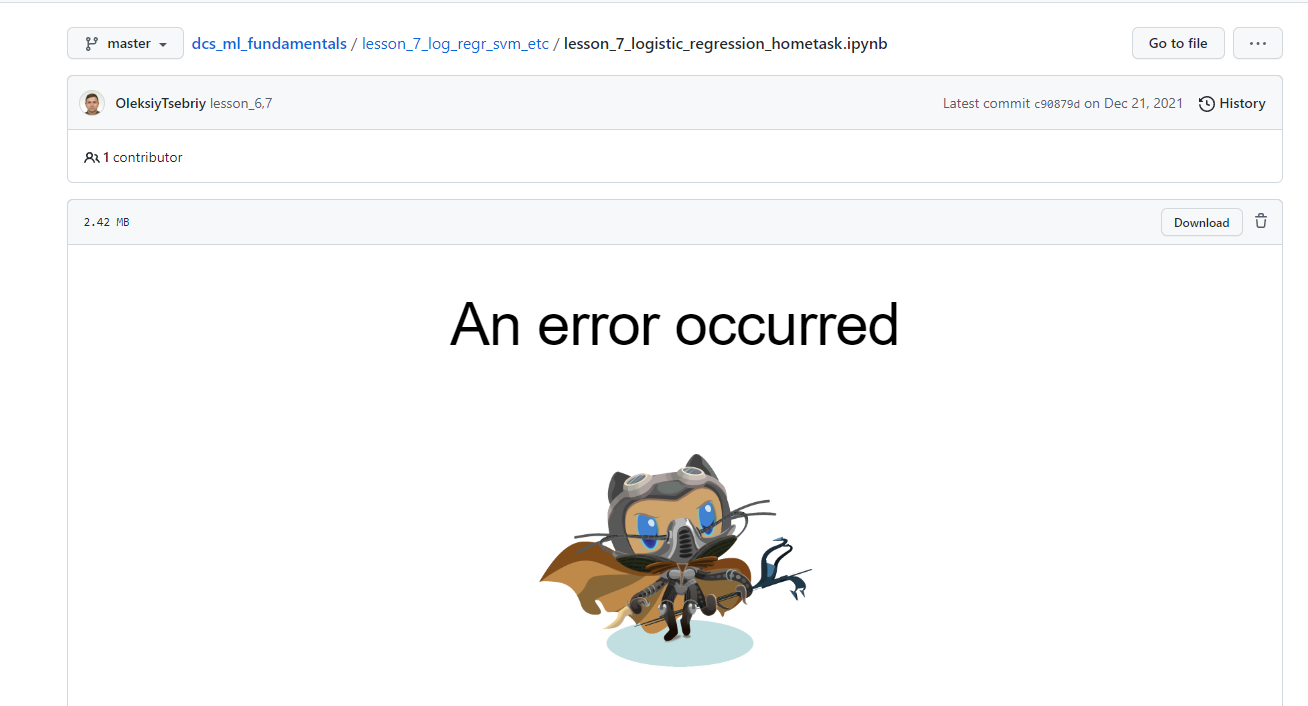 master dcs_ml_fundamentals / lesson_7_log_regr_svm_etc / lesson_7_logistic_regression_hometask.ipynb Go to file ...
OleksiyTsebriy lesson_6,7 Latest commit c90879d on Dec 21, 2021 History
1 contributor
2.42 MB Download
An error occurred